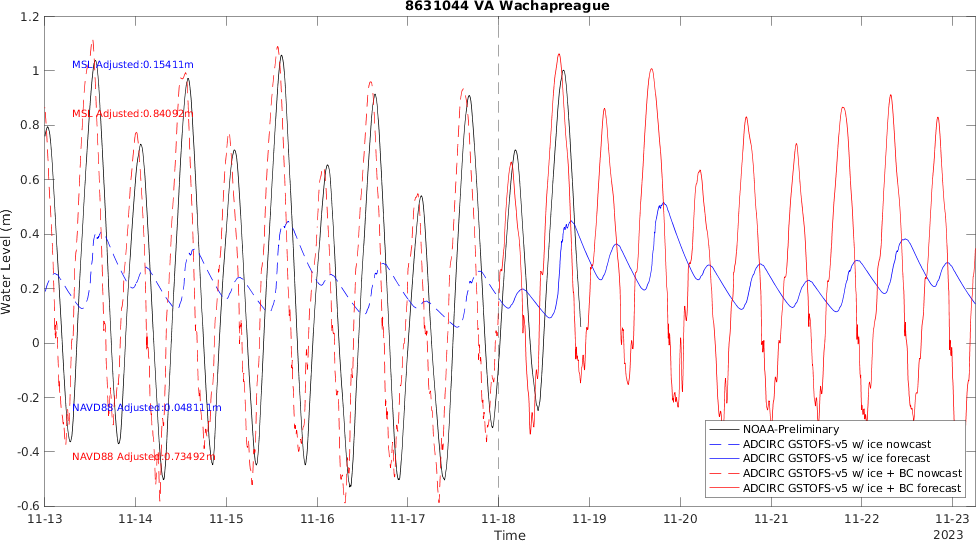 8631044 VA Wachapreague
Water Level (m)
1.2
1
0.8
0.6
0.4
0.2
0
-0.2
-0.4
-0.6
MSL Adjusted:0.15411m
MSL Adjusted:0.84092m
NAVD88 Adjusted:0.048111m
NAVD88 Adjusted:0.73492m
NOAA-Preliminary
ADCIRC GSTOFS-v5 w/ ice nowcast
ADCIRC GSTOFS-v5 w/ ice forecast
ADCIRC GSTOFS-v5 w/ ice + BC nowcast
ADCIRC GSTOFS-v5 w/ ice + BC forecast
11-13 11-14 11-15 11-16 11-17 11-18 11-19 11-20 11-21 11-22 11-23
Time
2023